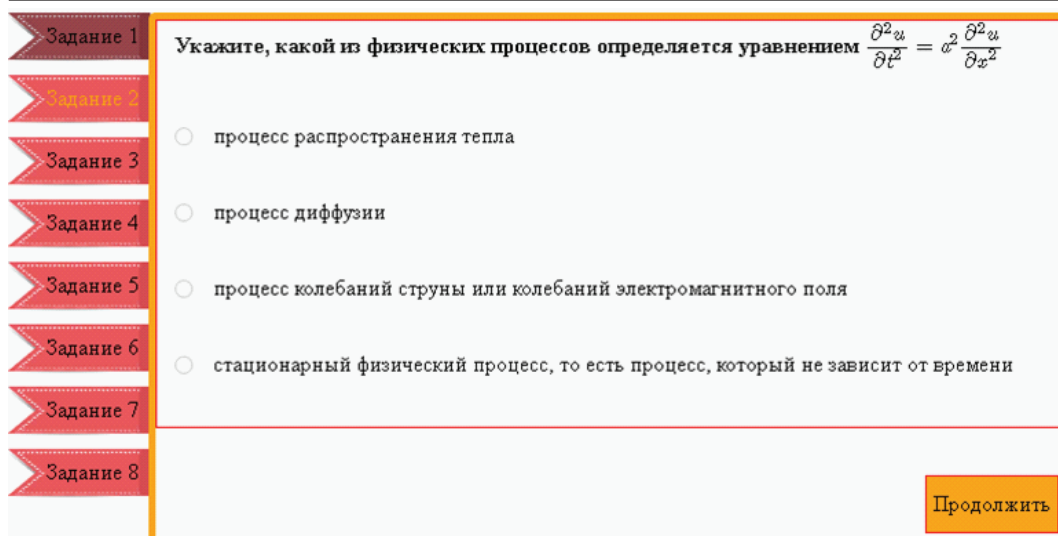 Задание 1
Задание 2
Задание 3
Задание 4
Задание 5
Задание 6
Задание 7
Задание 8
Укажите, какой из физических процессов определяется уравнением ∂²u/∂t² = a² ∂²u/∂x²
процесс распространения тепла
процесс диффузии
процесс колебаний струны или колебаний электромагнитного поля
стационарный физический процесс, то есть процесс, который не зависит от времени
Продолжить